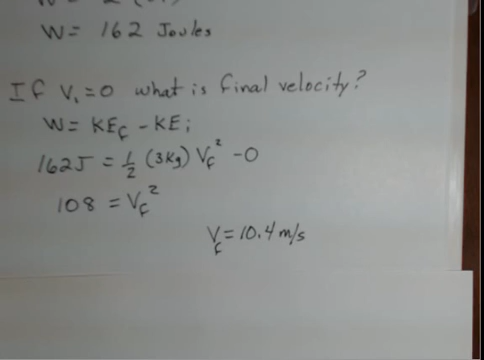 W= 162 Joules
If V₁=0 what is final velocity?
W= KE_f - KE_i
162J = 1/2 (3Kg) V_f² -0
108 = V_f²
V_f = 10.4 m/s